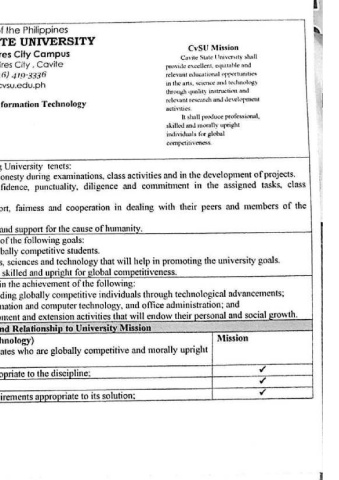 f the Philippines
TE UNIVERSITY
res City Campus
ires City , Cavite
6) 419-3336
cvsu.edu.ph
formation Technology
CvSU Mission
Cavite State University shall
provide excellent, equitable and
relevant educational opportunities
in the arts, science and technology
through quality instruction and
relevant research and development
activities.
It shall produce professional,
skilled and morally upright
individuals for global
competitiveness.
g University tenets:
onesty during examinations, class activities and in the development of projects.
fidence, punctuality, diligence and commitment in the assigned tasks, class
ort, fairness and cooperation in dealing with their peers and members of the
and support for the cause of humanity.
of the following goals:
bally competitive students.
s, sciences and technology that will help in promoting the university goals.
skilled and upright for global competitiveness.
in the achievement of the following:
ding globally competitive individuals through technological advancements;
mation and computer technology, and office administration; and
pment and extension activities that will endow their personal and social growth.
nd Relationship to University Mission
hnology) Mission
ates who are globally competitive and morally upright
✓
opriate to the discipline; ✓
irements appropriate to its solution; ✓